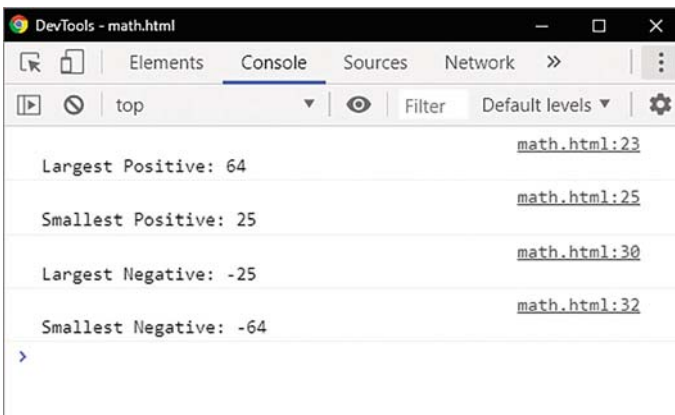 DevTools - math.html
Elements Console Sources Network »
top Filter Default levels
math.html:23
Largest Positive: 64
math.html:25
Smallest Positive: 25
math.html:30
Largest Negative: -25
math.html:32
Smallest Negative: -64
>